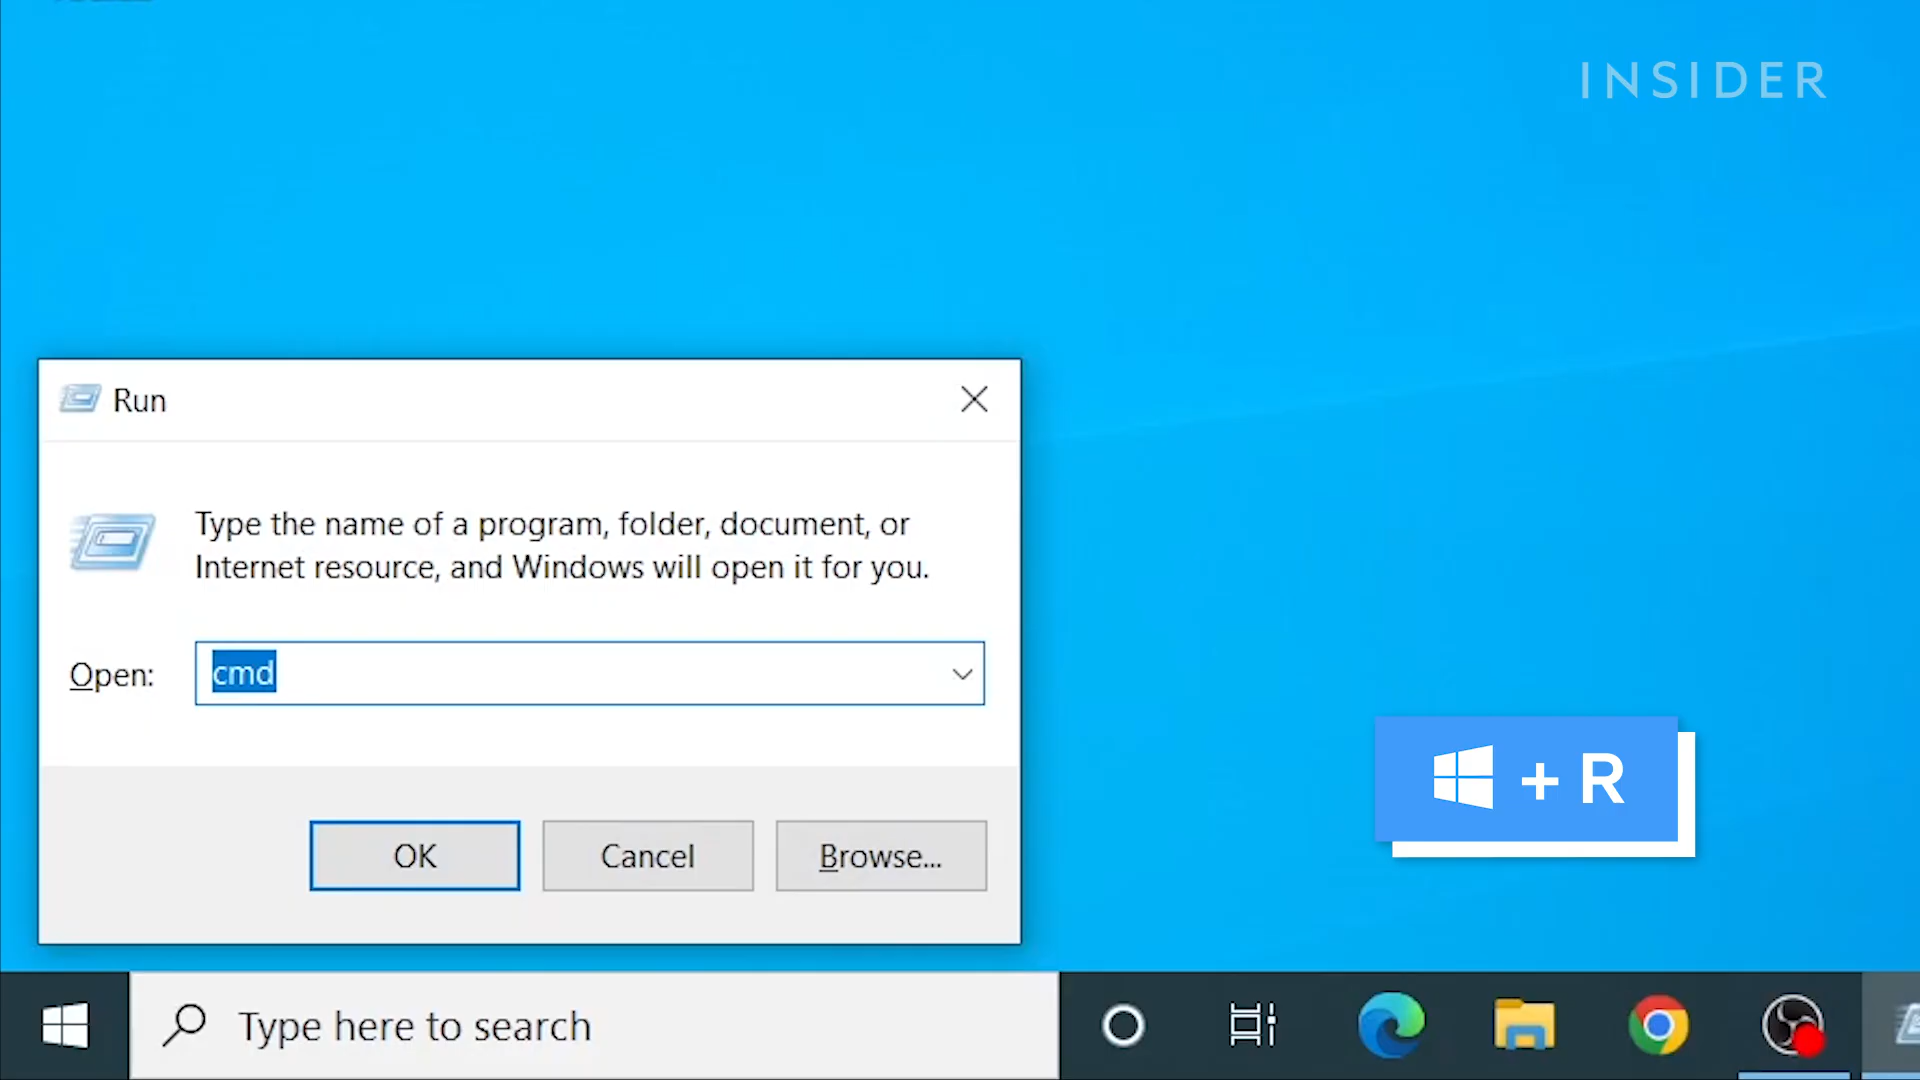 INSIDER
Run
Type the name of a program, folder, document, or
Internet resource, and Windows will open it for you.
Open:
cmd
+ R
OK
Cancel
Browse...
Type here to search